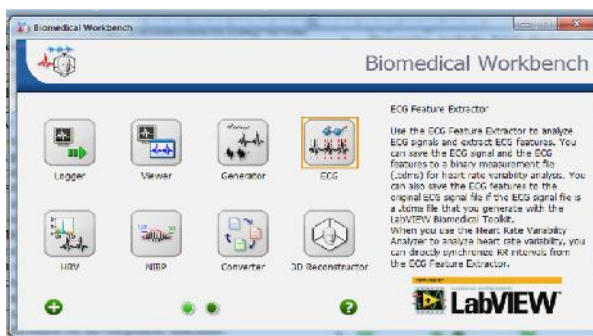 Biomedical Workbench
Biomedical Workbench
ECG Feature Extractor
Use the ECG Feature Extractor to analyze
ECG signals and extract ECG features. You
can save the ECG signal and the ECG
features to a binary measurement file
(.tdms) for heart rate variability analysis. You
can also save the ECG features to the
original ECG signal file if the ECG signal file is
a .tdms file that you generate with the
LabVIEW Biomedical Toolkit.
When you use the Heart Rate Variability
Analyzer to analyze heart rate variability, you
can directly synchronize RR intervals from
the ECG Feature Extractor.
Logger
Viewer
Generator
ECG
HRV
NIBP
Converter
3D Reconstructor
LabVIEW